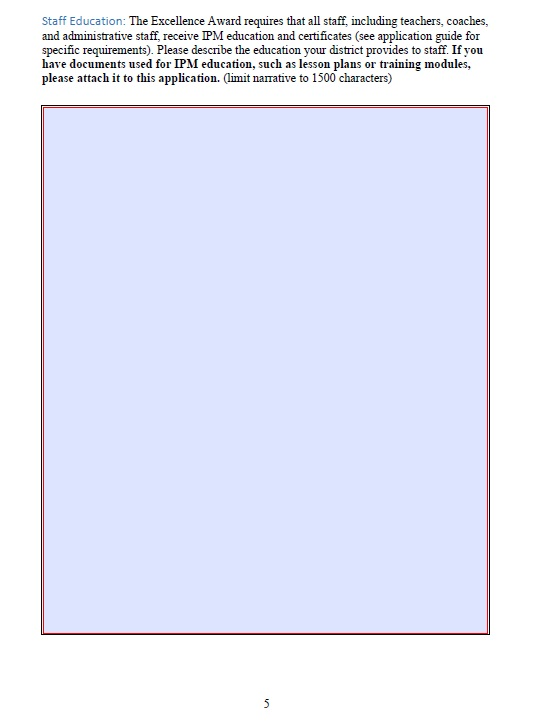 Staff Education: The Excellence Award requires that all staff, including teachers, coaches,
and administrative staff, receive IPM education and certificates (see application guide for
specific requirements). Please describe the education your district provides to staff. If you
have documents used for IPM education, such as lesson plans or training modules,
please attach it to this application. (limit narrative to 1500 characters)
5